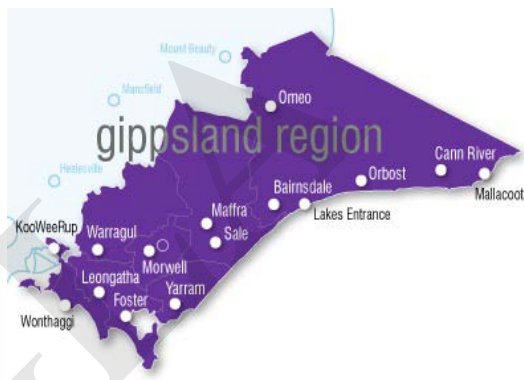 Mount Beauty
Mansfield
Omeo
gippsland region
Healesville
Cann River
Orbost
Mallacoot
Bairnsdale
Lakes Entrance
Maffra
KooWeeRup
Warragul
Sale
Morwell
Leongatha
Yarram
Foster
Wonthaggi